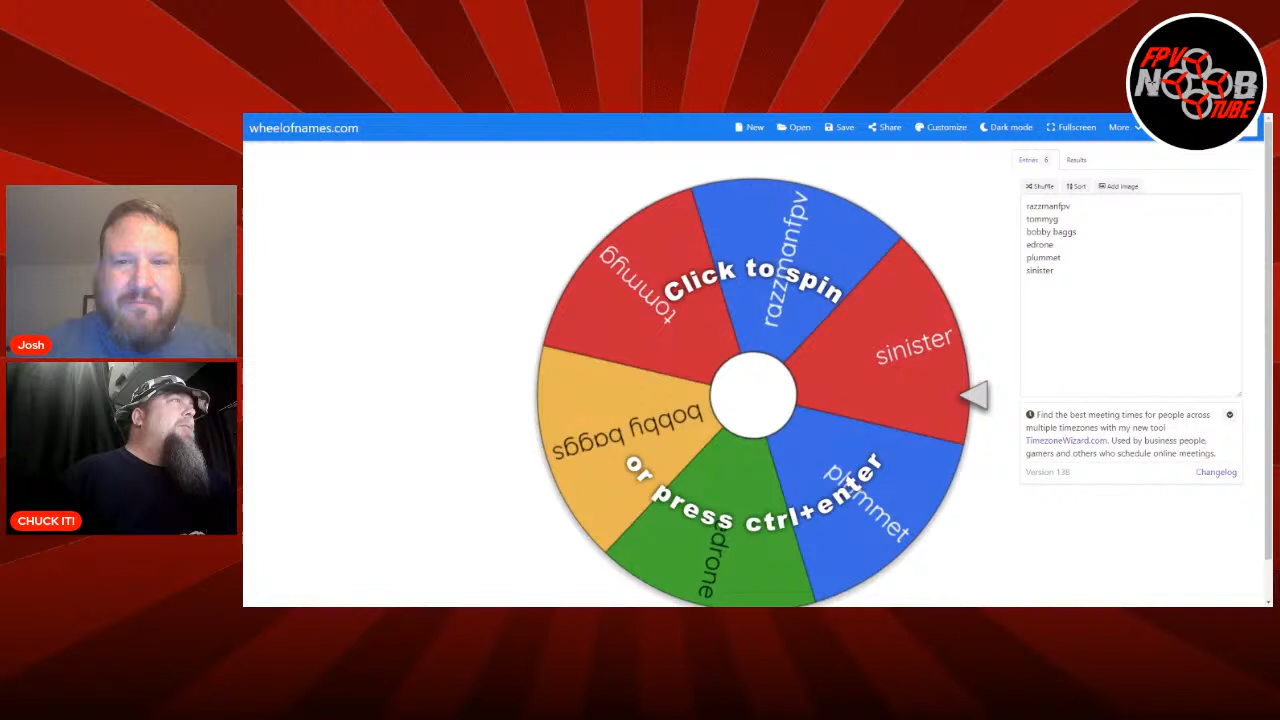 FPV
NOOB
TUBE
wheelofnames.com
New Open Save Share Customize Dark mode Fullscreen More
Entries 6 Results
Shuffle Sort Add Image
razzmanfpv
tommyg
bobby baggs
edrone
plummet
sinister
Find the best meeting times for people across
multiple timezones with my new tool
TimezoneWizard.com. Used by business people,
gamers and others who schedule online meetings.
Version 138 Changelog
razzmanfpv
tommyg
sinister
bobby baggs
plummet
edrone
Click to spin
or press ctrl+enter
Josh
CHUCK IT!